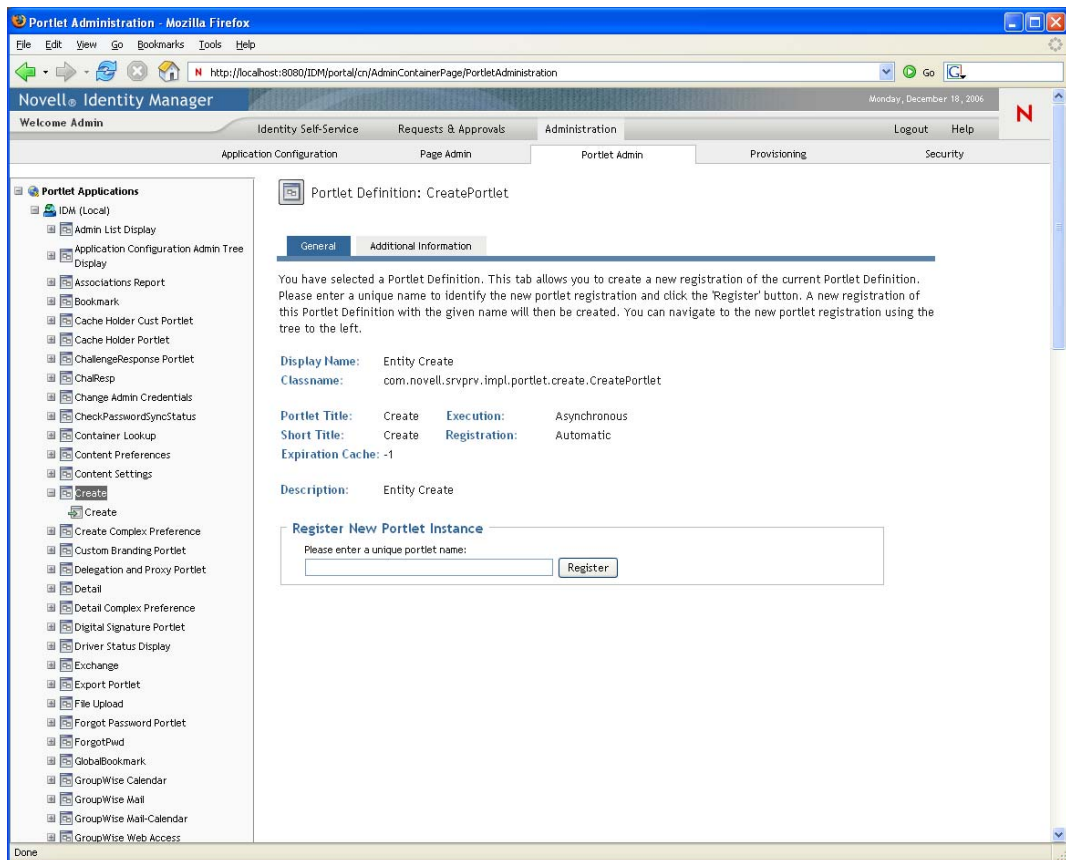 Portlet Administration - Mozilla Firefox
File Edit View Go Bookmarks Tools Help
N http://localhost:8080/IDM/portal/cn/AdminContainerPage/PortletAdministration Go G
Novell® Identity Manager Monday, December 18, 2006
N
Welcome Admin Identity Self-Service Requests & Approvals Administration Logout Help
Application Configuration Page Admin Portlet Admin Provisioning Security
Portlet Applications
IDM (Local)
Admin List Display
Application Configuration Admin Tree
Display
Associations Report
Bookmark
Cache Holder Cust Portlet
Cache Holder Portlet
ChallengeResponse Portlet
ChalResp
Change Admin Credentials
CheckPasswordSyncStatus
Container Lookup
Content Preferences
Content Settings
Create
Create
Create Complex Preference
Custom Branding Portlet
Delegation and Proxy Portlet
Detail
Detail Complex Preference
Digital Signature Portlet
Driver Status Display
Exchange
Export Portlet
File Upload
Forgot Password Portlet
ForgotPwd
GlobalBookmark
GroupWise Calendar
GroupWise Mail
GroupWise Mail-Calendar
GroupWise Web Access
Portlet Definition: CreatePortlet
General Additional Information
You have selected a Portlet Definition. This tab allows you to create a new registration of the current Portlet Definition.
Please enter a unique name to identify the new portlet registration and click the 'Register' button. A new registration of
this Portlet Definition with the given name will then be created. You can navigate to the new portlet registration using the
tree to the left.
Display Name: Entity Create
Classname: com.novell.srvprv.impl.portlet.create.CreatePortlet
Portlet Title: Create Execution: Asynchronous
Short Title: Create Registration: Automatic
Expiration Cache: -1
Description: Entity Create
Register New Portlet Instance
Please enter a unique portlet name:
Register
Done